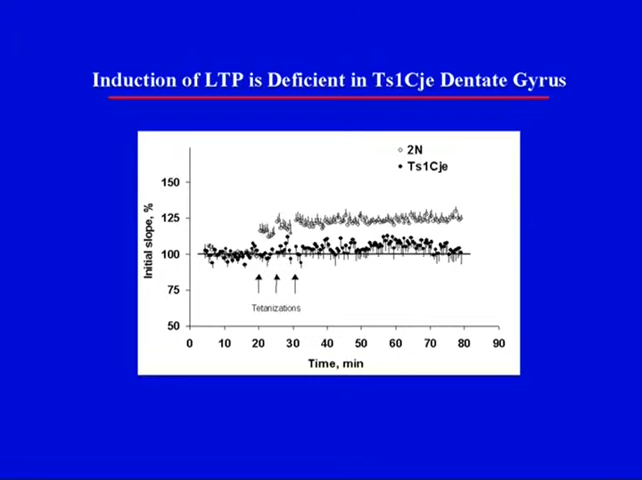 Induction of LTP is Deficient in Ts1Cje Dentate Gyrus
2N
Ts1Cje
150
125
100
75
50
Initial slope, %
Tetanizations
0 10 20 30 40 50 60 70 80 90
Time, min